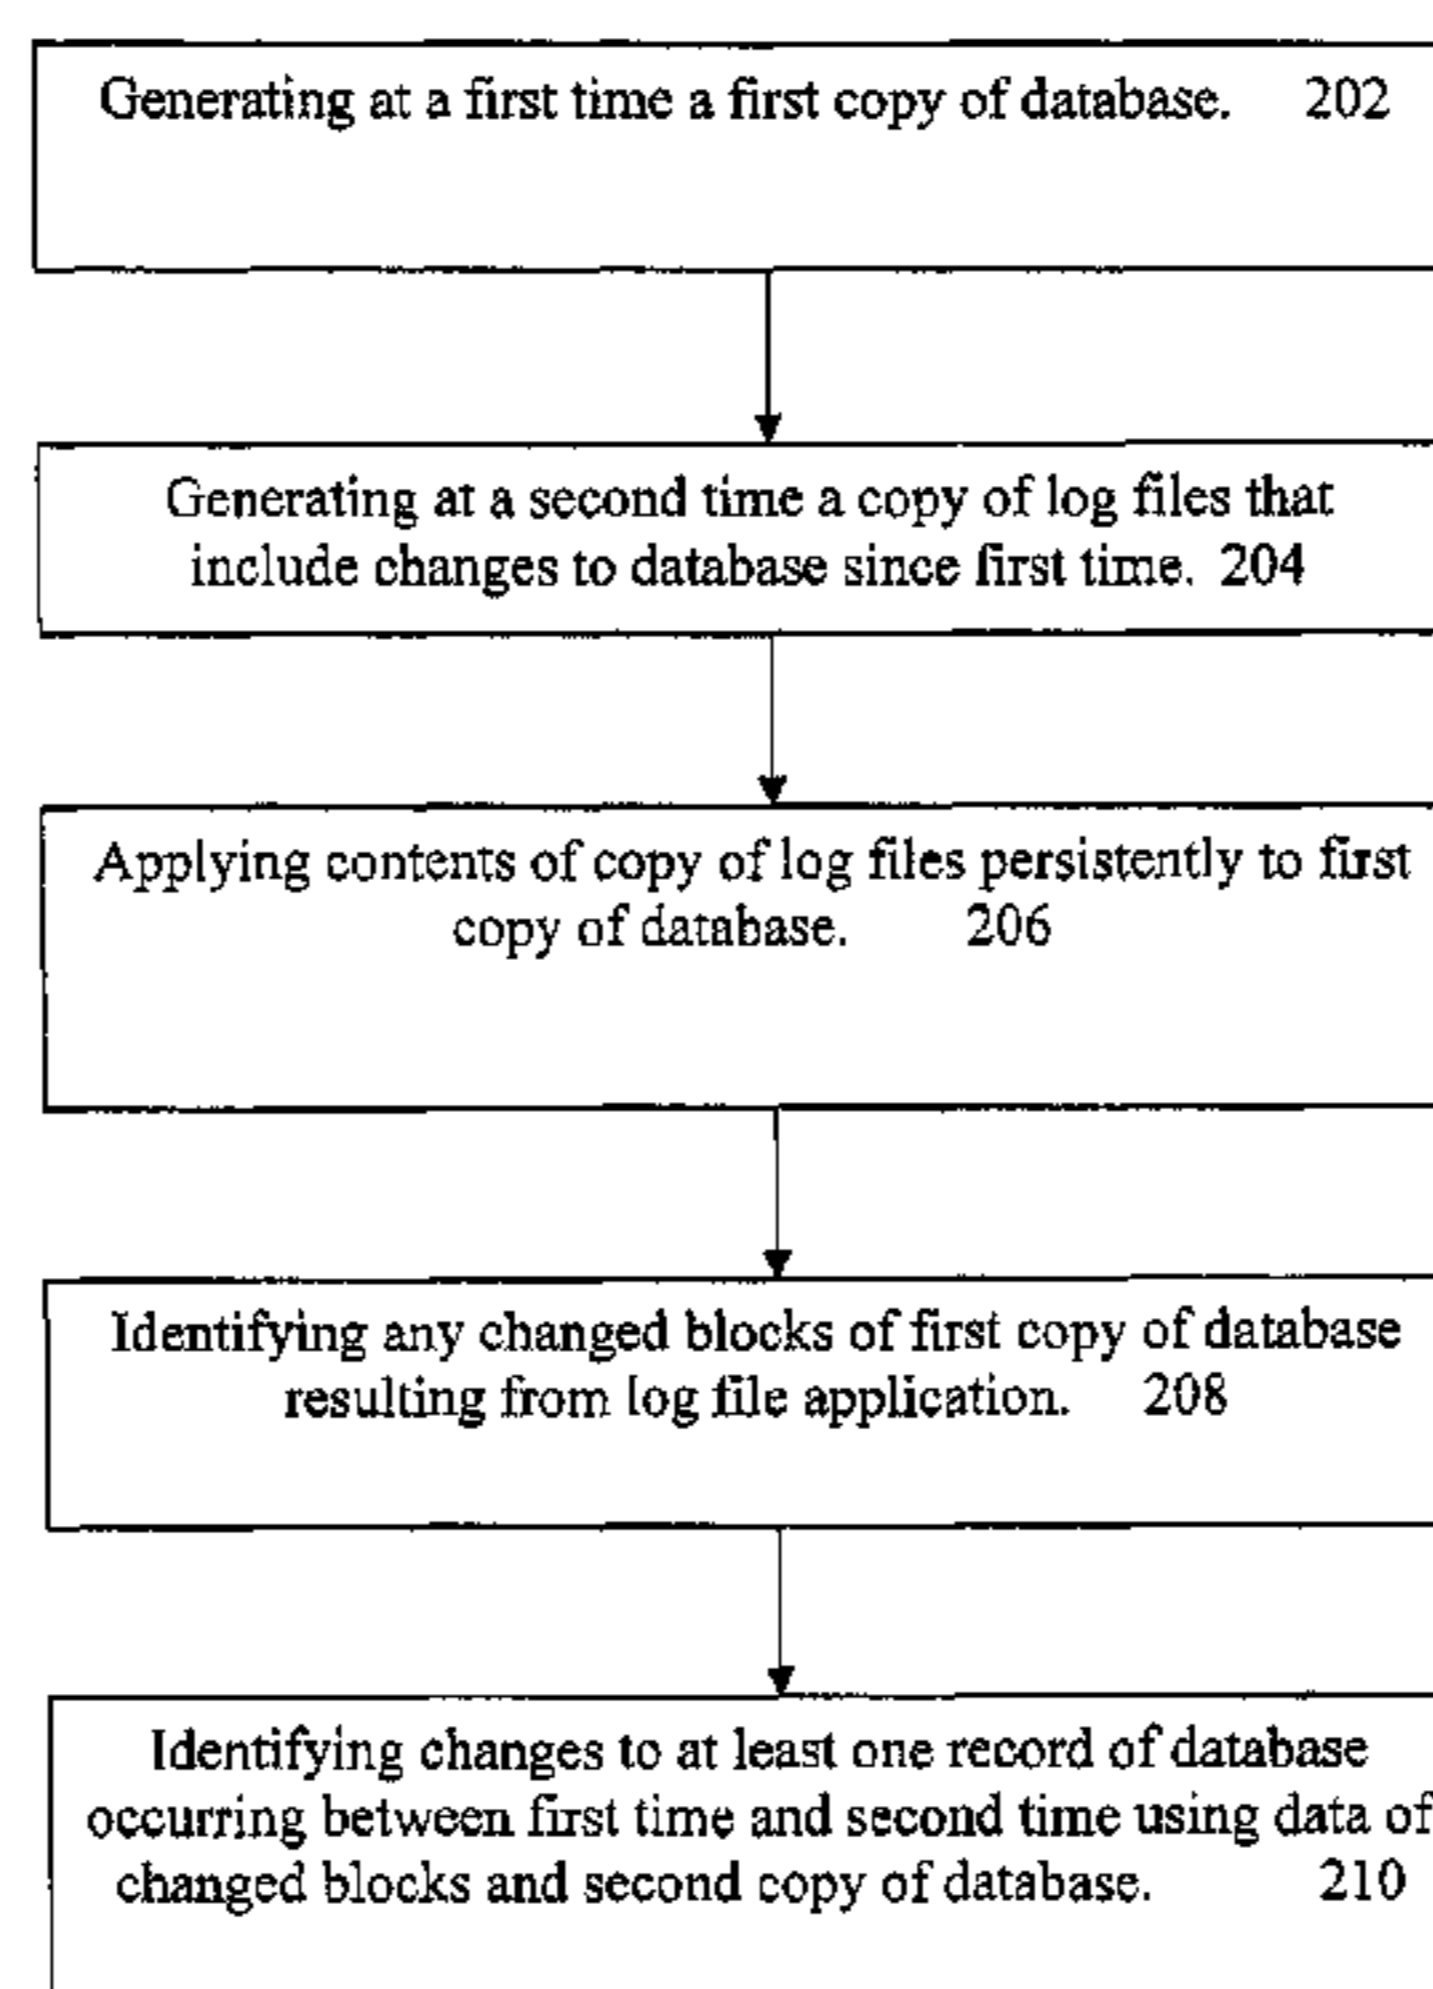 Generating at a first time a first copy of database. 202
Generating at a second time a copy of log files that
include changes to database since first time. 204
Applying contents of copy of log files persistently to first
copy of database. 206
Identifying any changed blocks of first copy of database
resulting from log file application. 208
Identifying changes to at least one record of database
occurring between first time and second time using data of
changed blocks and second copy of database. 210